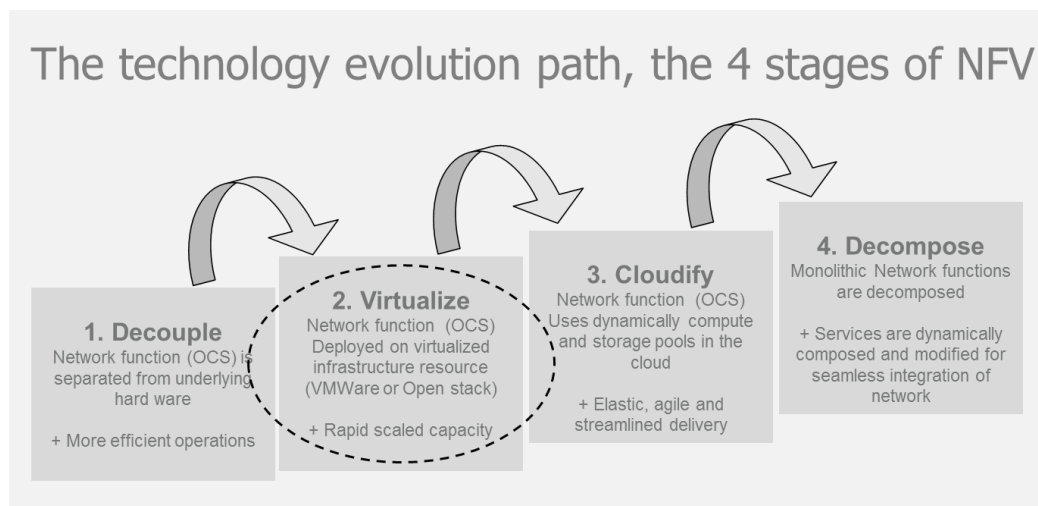 The technology evolution path, the 4 stages of NFV
1. Decouple
Network function (OCS) is
separated from underlying
hard ware
+ More efficient operations
2. Virtualize
Network function (OCS)
Deployed on virtualized
infrastructure resource
(VMWare or Open stack)
+ Rapid scaled capacity
3. Cloudify
Network function (OCS)
Uses dynamically compute
and storage pools in the
cloud
+ Elastic, agile and
streamlined delivery
4. Decompose
Monolithic Network functions
are decomposed
+ Services are dynamically
composed and modified for
seamless integration of
network